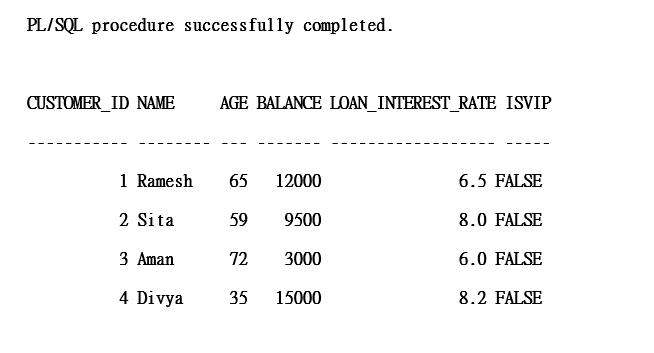 PL/SQL procedure successfully completed.
CUSTOMER_ID NAME     AGE BALANCE LOAN_INTEREST_RATE ISVIP
----------- -------- --- ------- ------------------ -----
          1 Ramesh    65   12000                6.5 FALSE
          2 Sita      59    9500                8.0 FALSE
          3 Aman      72    3000                6.0 FALSE
          4 Divya     35   15000                8.2 FALSE